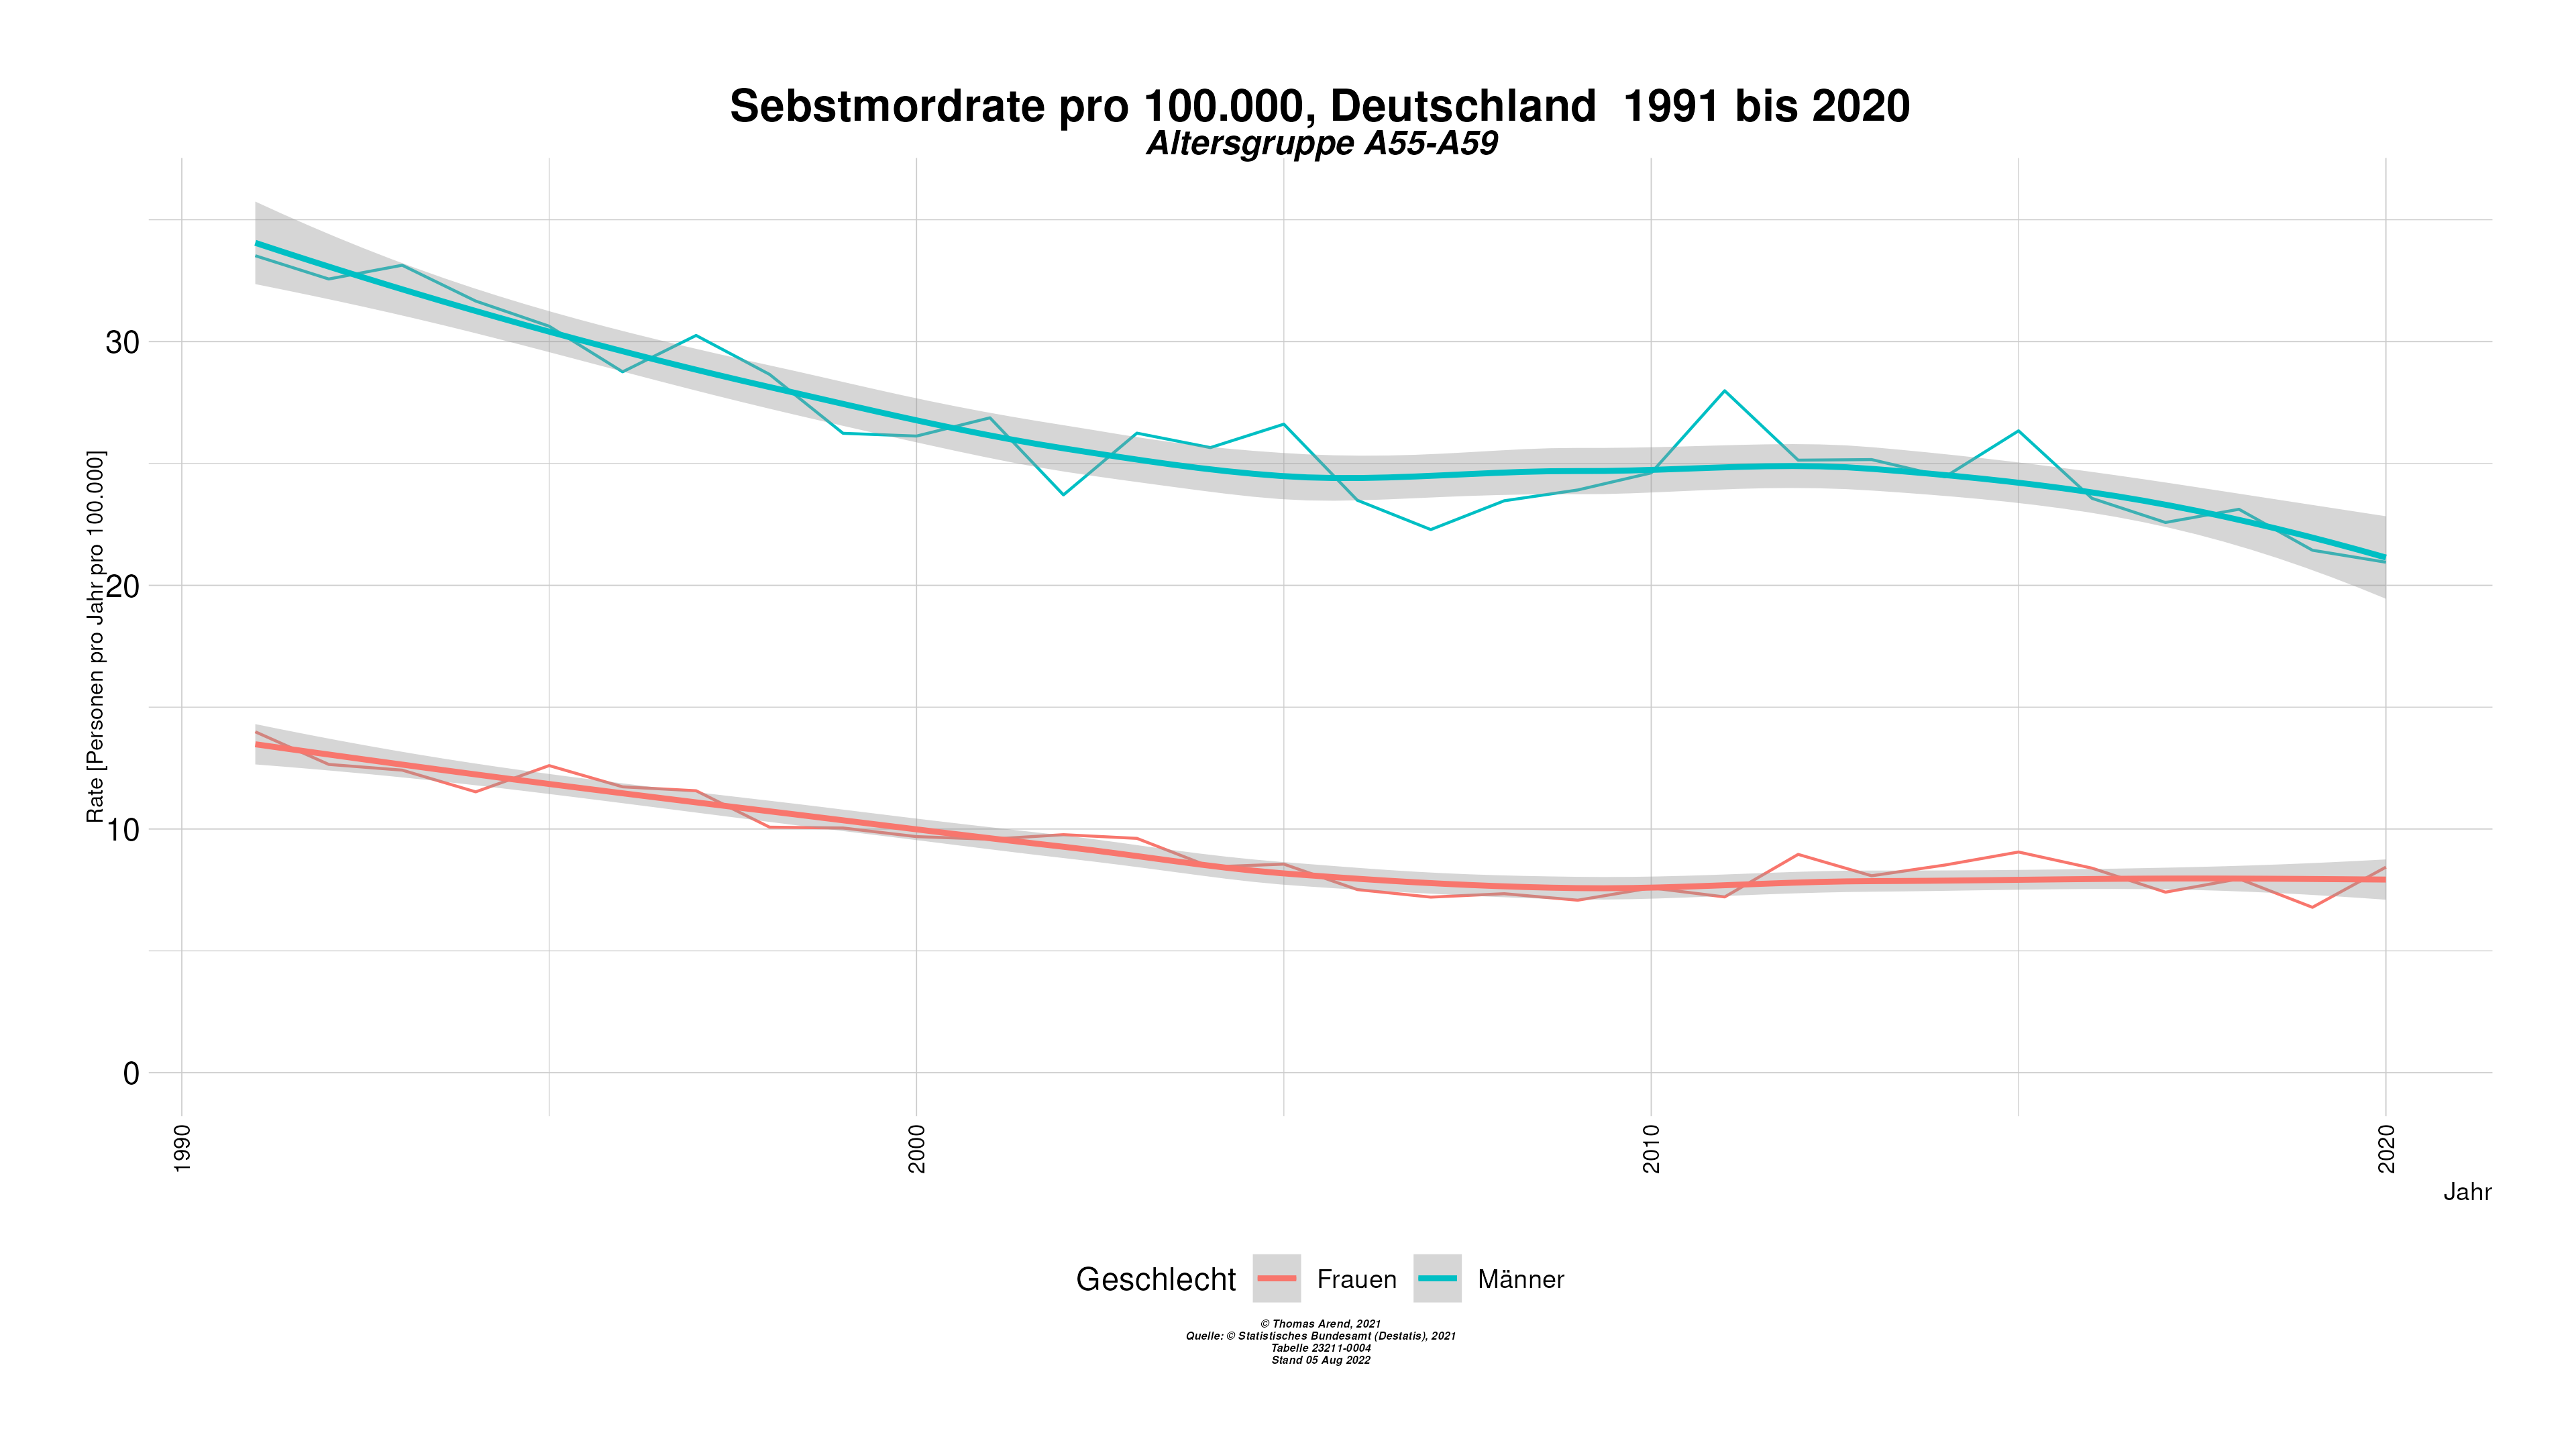 Sebstmordrate pro 100.000, Deutschland  1991 bis 2020
Altersgruppe A55-A59
Rate [Personen pro Jahr pro 100.000]
30
20
10
0
1990
2000
2010
2020
Jahr
Geschlecht Frauen Männer
© Thomas Arend, 2021
Quelle: © Statistisches Bundesamt (Destatis), 2021
Tabelle 23211-0004
Stand 05 Aug 2022